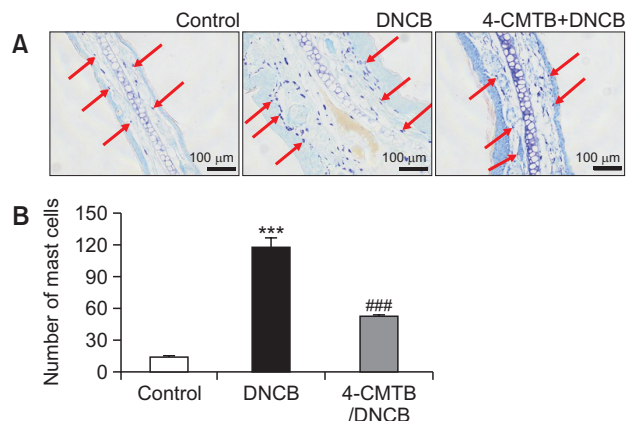 A
Control
DNCB
4-CMTB+DNCB
100 μm
100 μm
100 μm
B
Number of mast cells
150
120
90
60
30
0
***
###
Control
DNCB
4-CMTB
/DNCB